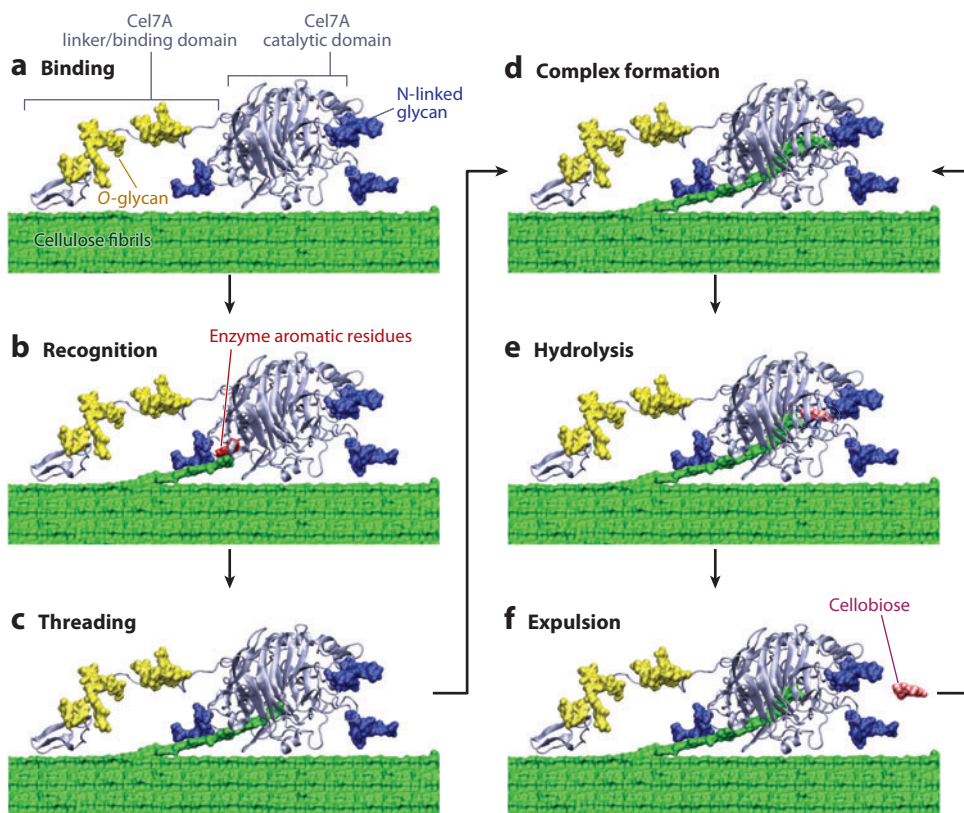 Cel7A
linker/binding domain
Cel7A
catalytic domain
a Binding
N-linked
glycan
O-glycan
Cellulose fibrils
b Recognition
Enzyme aromatic residues
c Threading
d Complex formation
e Hydrolysis
f Expulsion
Cellobiose